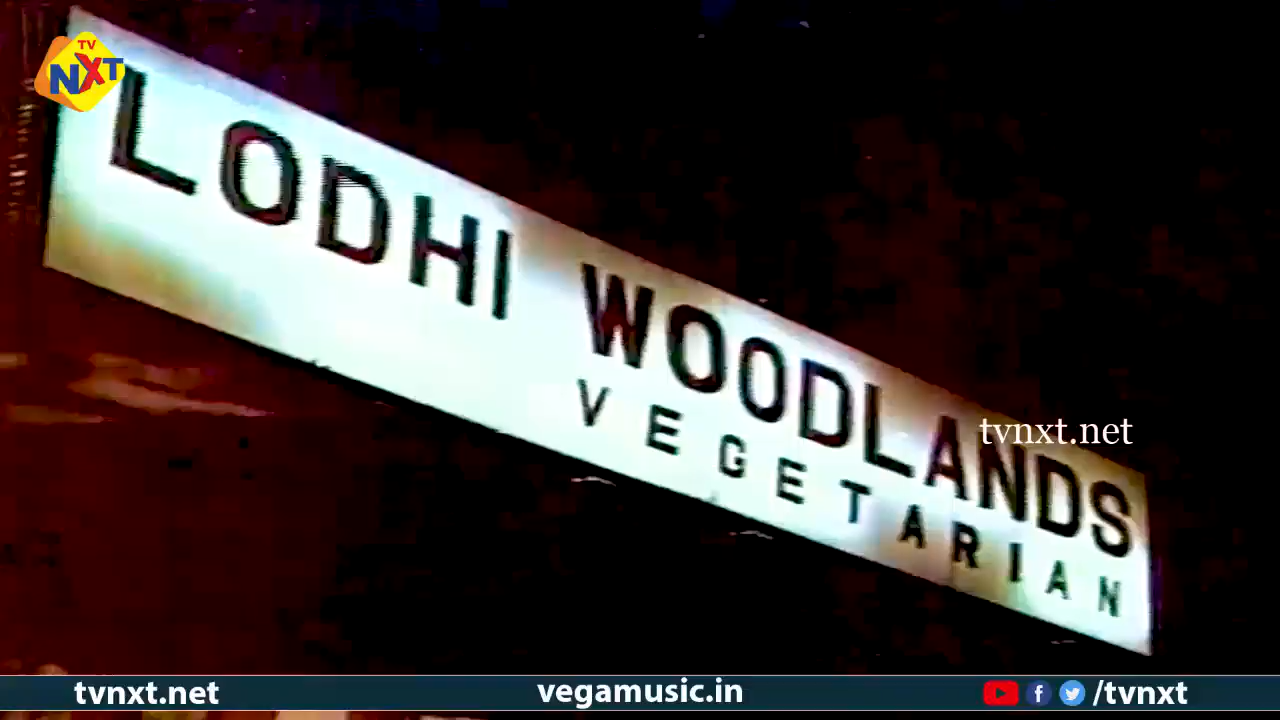 TV
NXT
LODHI WOODLANDS
VEGETARIAN
tvnxt.net
tvnxt.net
vegamusic.in
/tvnxt